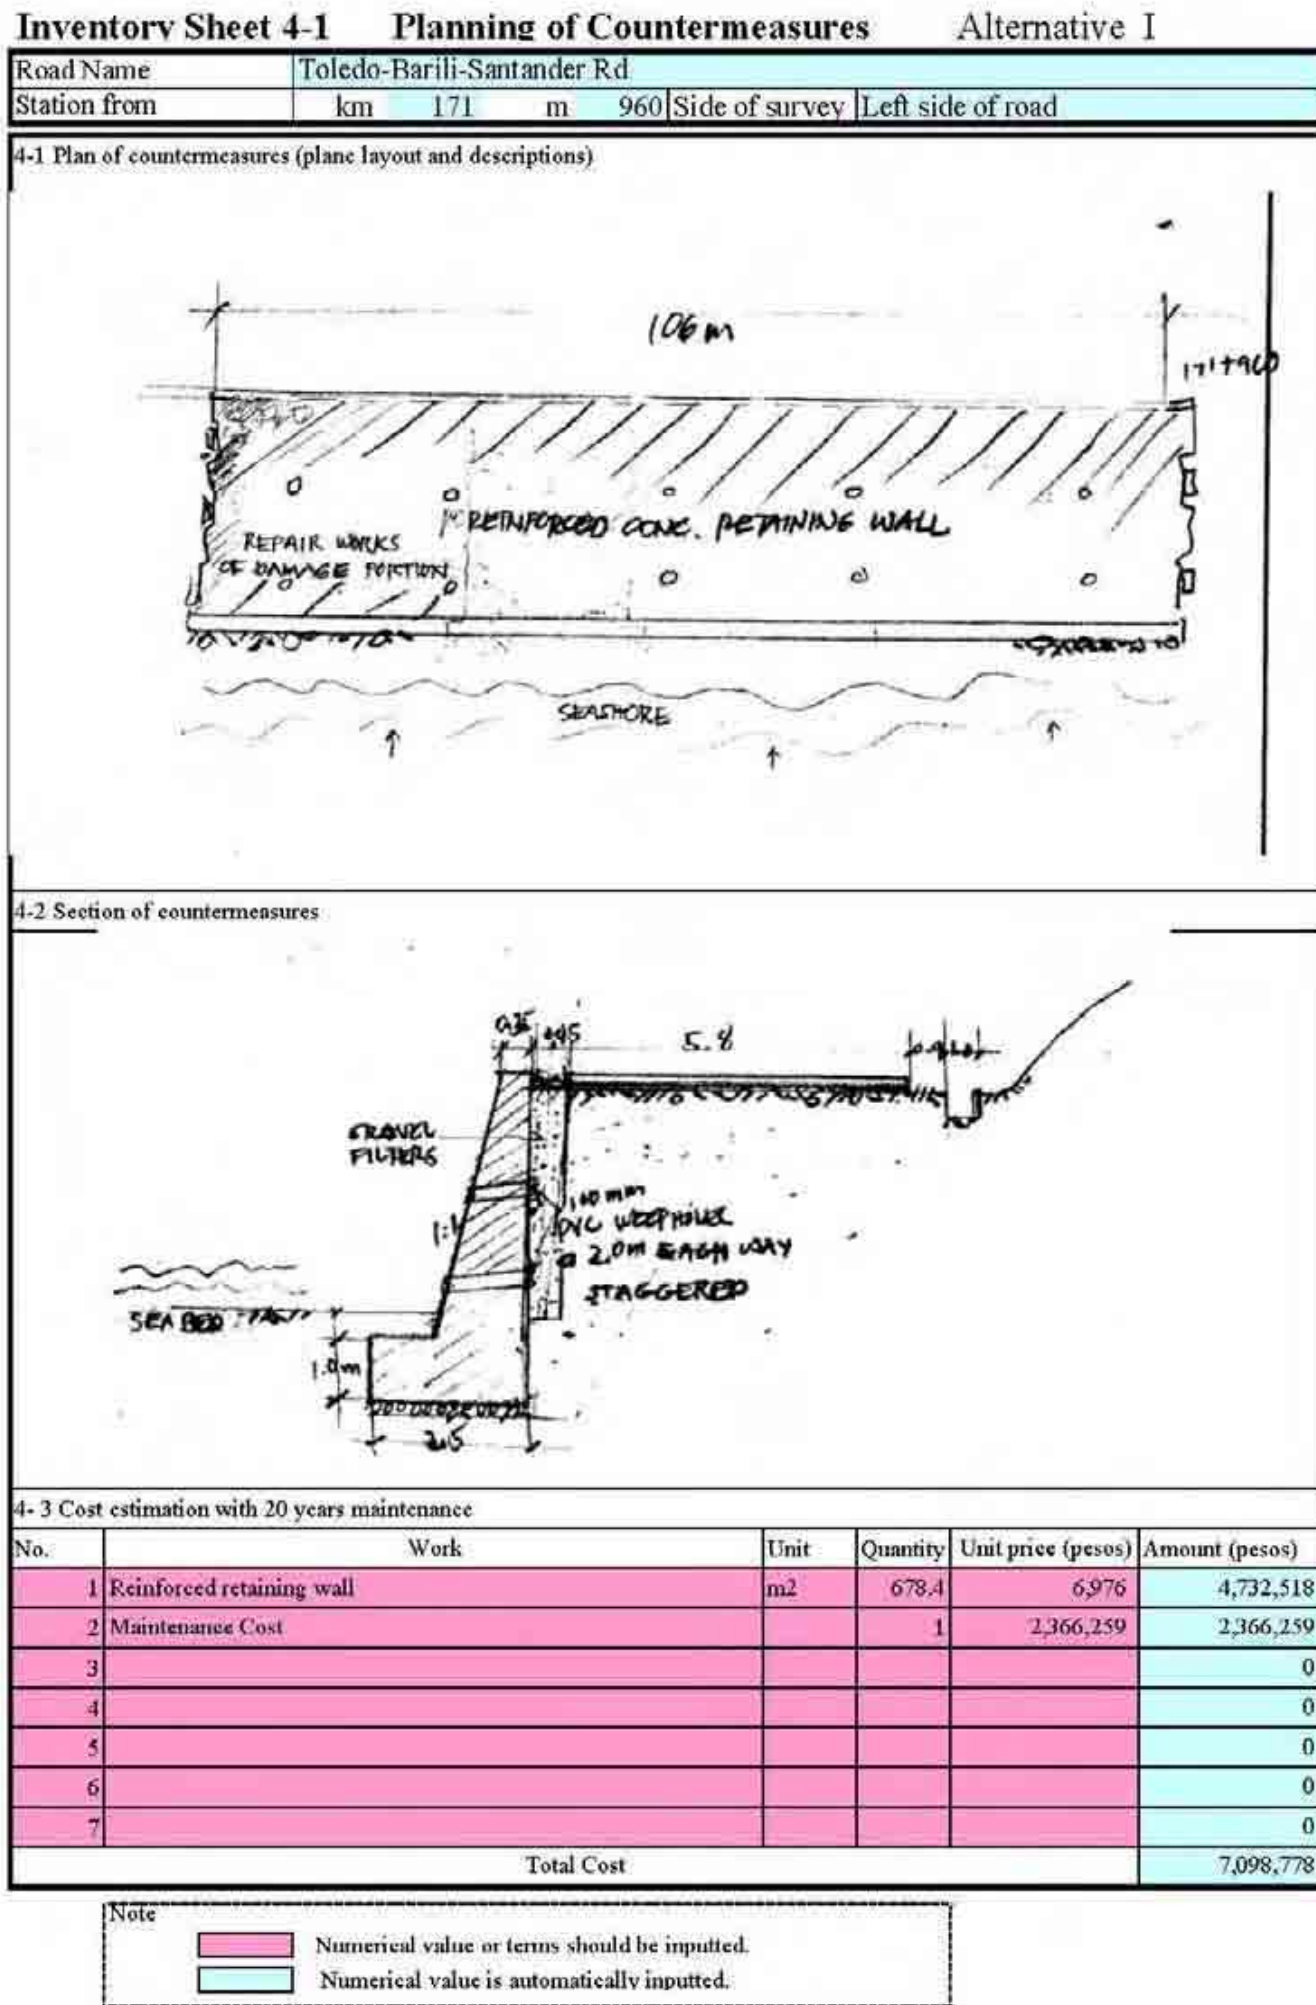 Inventory Sheet 4-1 Planning of Countermeasures Alternative I
Road Name Toledo-Barili-Santander Rd
Station from km 171 m 960 Side of survey Left side of road
4-1 Plan of countermeasures (plane layout and descriptions)
106 m
171+960
REINFORCED CONC. RETAINING WALL
REPAIR WORKS
OF DAMAGE PORTION
SEASHORE
4-2 Section of countermeasures
5.8
GRAVEL
FILTERS
100 mm
PVC WEEPHOLES
@ 2.0m EACH WAY
STAGGERED
1:1
SEA BED
1.0m
2.5
4- 3 Cost estimation with 20 years maintenance
No. Work Unit Quantity Unit price (pesos) Amount (pesos)
1 Reinforced retaining wall m2 678.4 6,976 4,732,518
2 Maintenance Cost 1 2,366,259 2,366,259
3 0
4 0
5 0
6 0
7 0
Total Cost 7,098,778
Note
Numerical value or terms should be inputted.
Numerical value is automatically inputted.